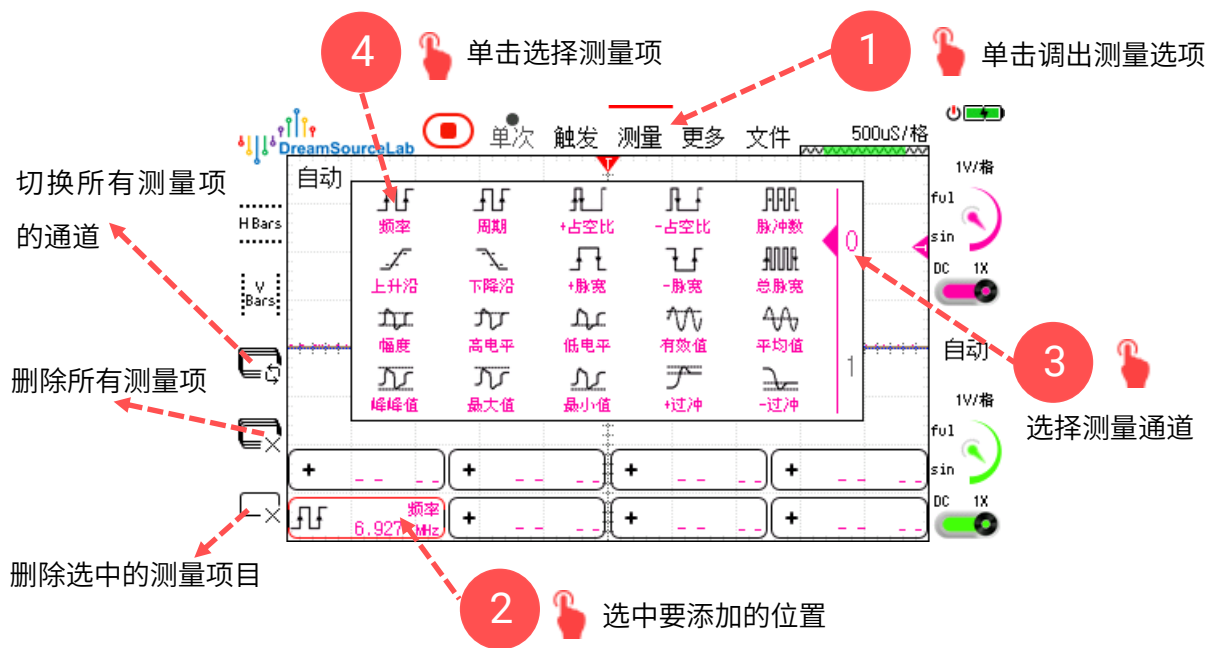 4
单击选择测量项
1
单击调出测量选项
DreamSourceLab
单次 触发 测量 更多 文件
500uS/格
切换所有测量项
的通道
H Bars
V
Bars
删除所有测量项
删除选中的测量项目
自动
T
频率 周期 +占空比 -占空比 脉冲数
上升沿 下降沿 +脉宽 -脉宽 总脉宽
幅度 高电平 低电平 有效值 平均值
峰峰值 最大值 最小值 +过冲 -过冲
0
1
1V/格
ful
sin
DC 1X
自动
3
选择测量通道
1V/格
ful
sin
DC 1X
+ -- -- + -- -- + -- -- + -- --
频率
MHz
+ -- -- + -- -- + -- --
2
选中要添加的位置